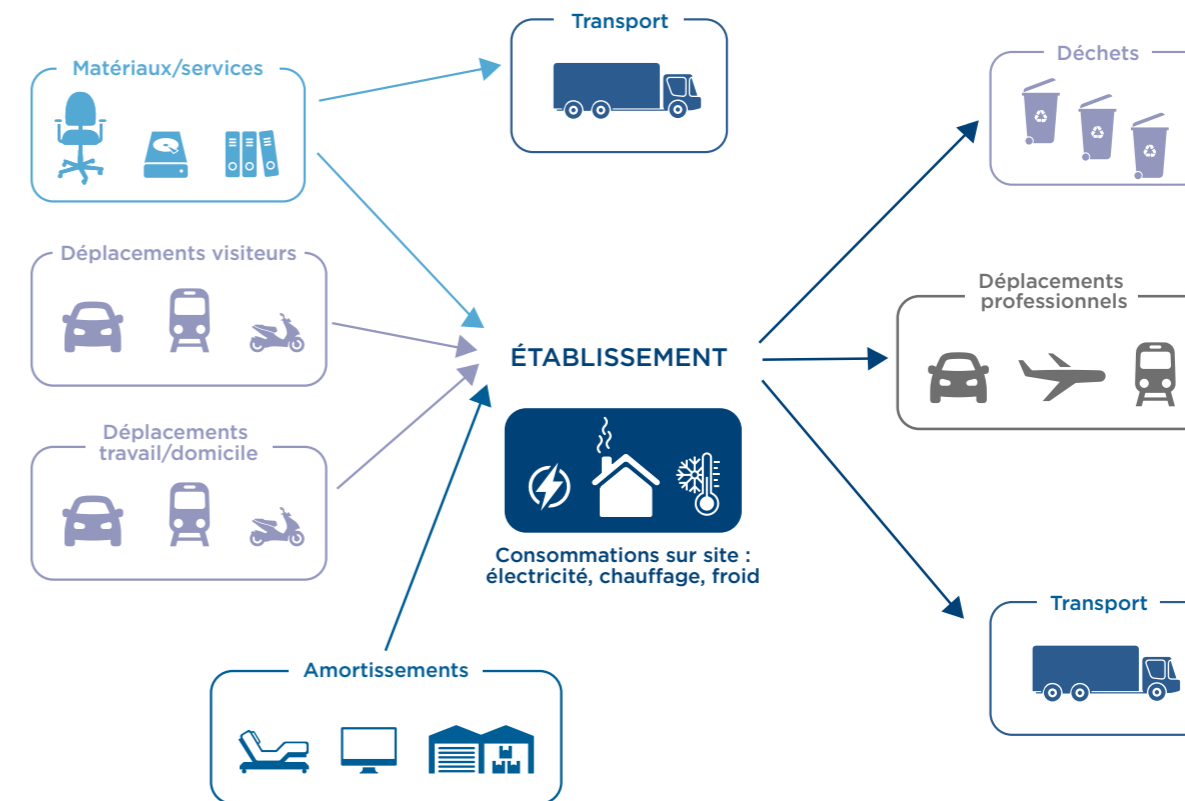 Transport
Matériaux/services
Déchets
Déplacements visiteurs
Déplacements
professionnels
ÉTABLISSEMENT
Déplacements
travail/domicile
Consommations sur site :
électricité, chauffage, froid
Transport
Amortissements